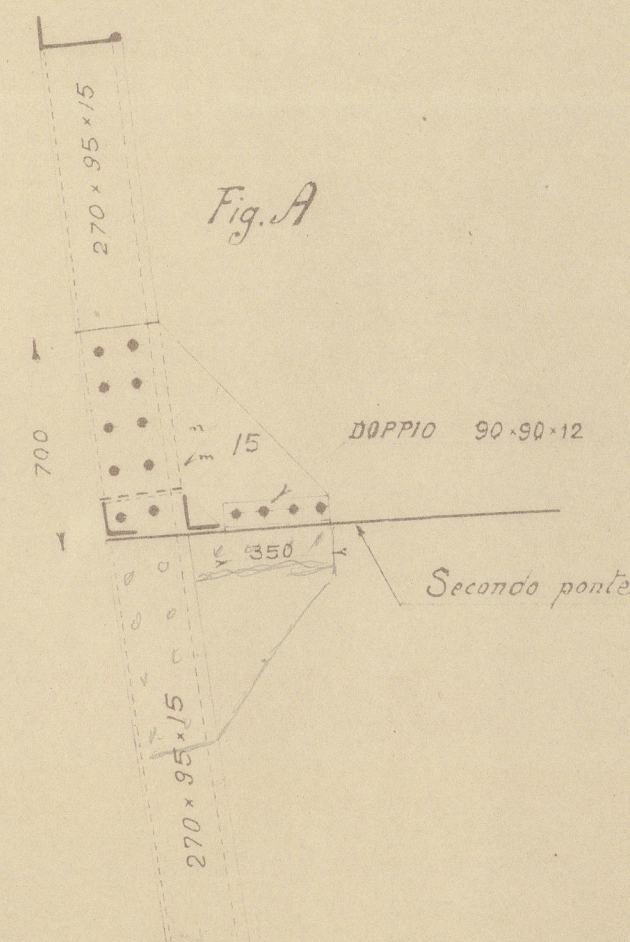 270 × 95 × 15
Fig. A
700
15
DOPPIO 90×90×12
350
Secondo ponte
270 × 95 × 15